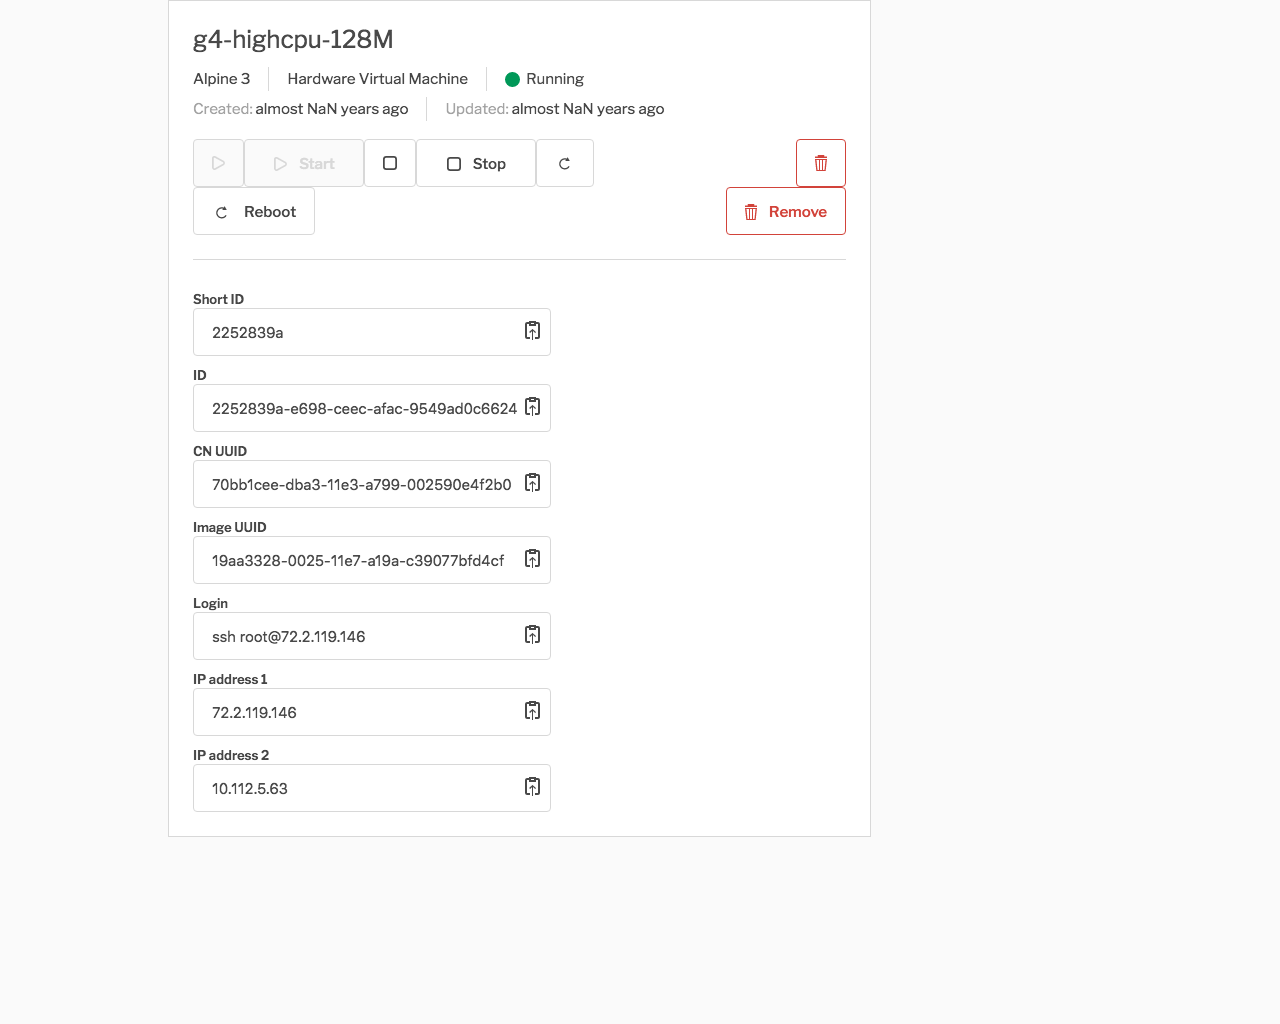 g4-highcpu-128M
Alpine 3 Hardware Virtual Machine Running
Created: almost NaN years ago Updated: almost NaN years ago
Start Stop
Reboot Remove
Short ID
2252839a
ID
2252839a-e698-ceec-afac-9549ad0c6624
CN UUID
70bb1cee-dba3-11e3-a799-002590e4f2b0
Image UUID
19aa3328-0025-11e7-a19a-c39077bfd4cf
Login
ssh root@72.2.119.146
IP address 1
72.2.119.146
IP address 2
10.112.5.63